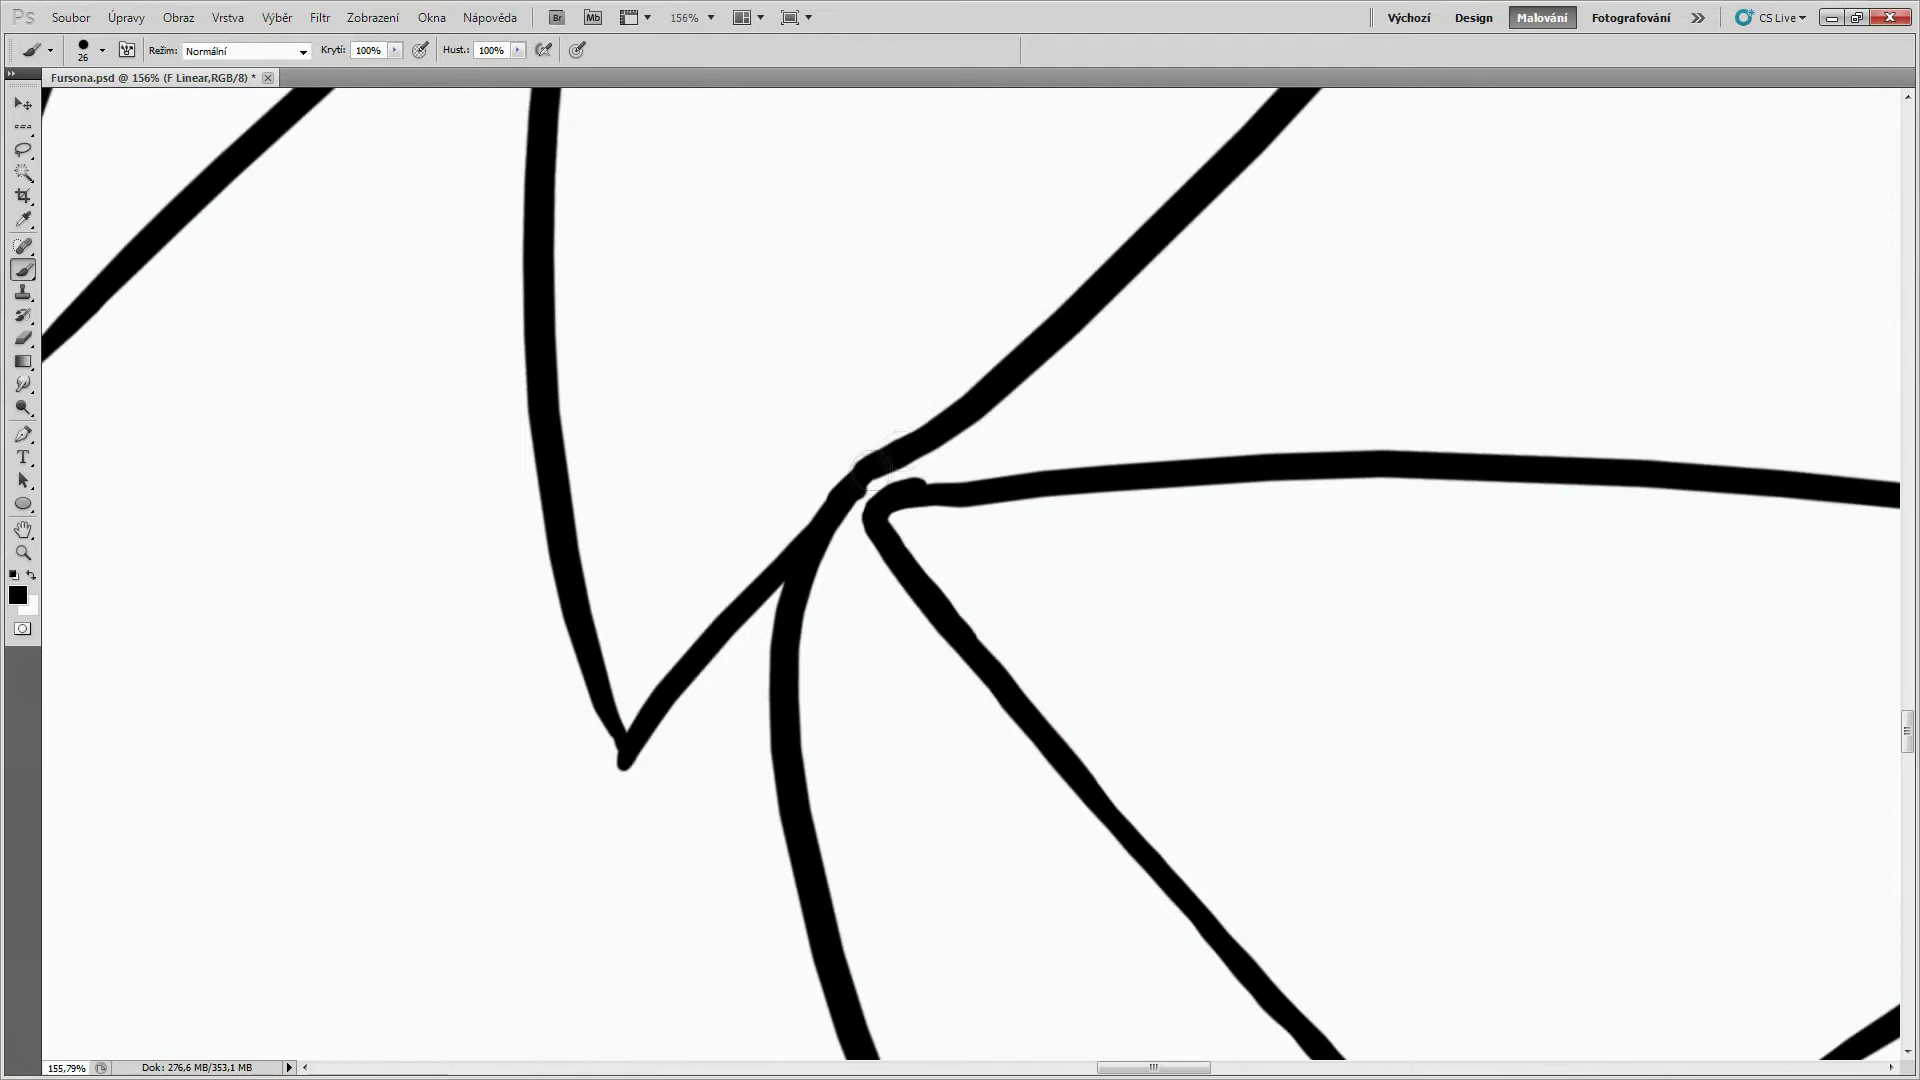 Ps Soubor Úpravy Obraz Vrstva Výběr Filtr Zobrazení Okna Nápověda Br Mb 156% Výchozí Design Malování Fotografování CS Live
26 Režim: Normální Krytí: 100% Hust.: 100%
Fursona.psd @ 156% (F Linear,RGB/8) *
T
155,79% Dok: 276,6 MB/353,1 MB